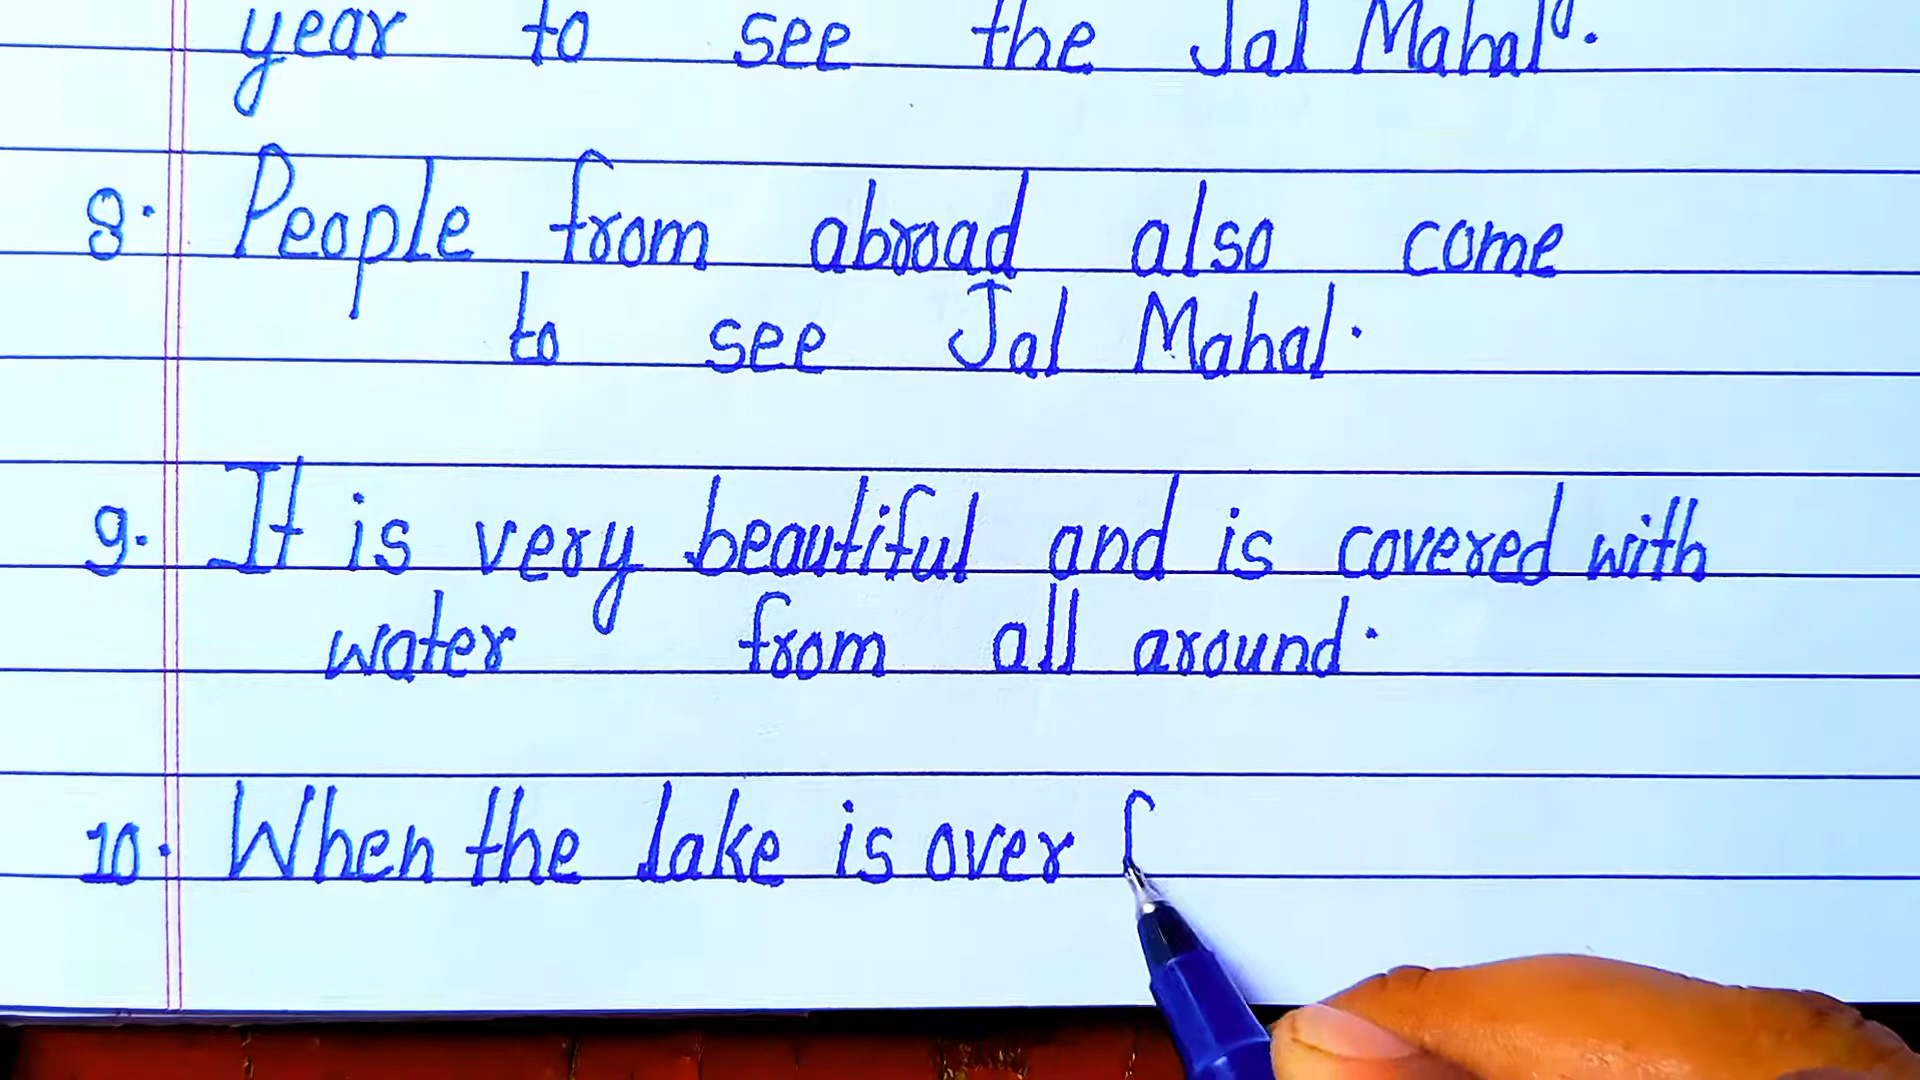 year to see the Jal Mahal.
8. People from abroad also come
to see Jal Mahal.
9. It is very beautiful and is covered with
water from all around.
10. When the lake is over f